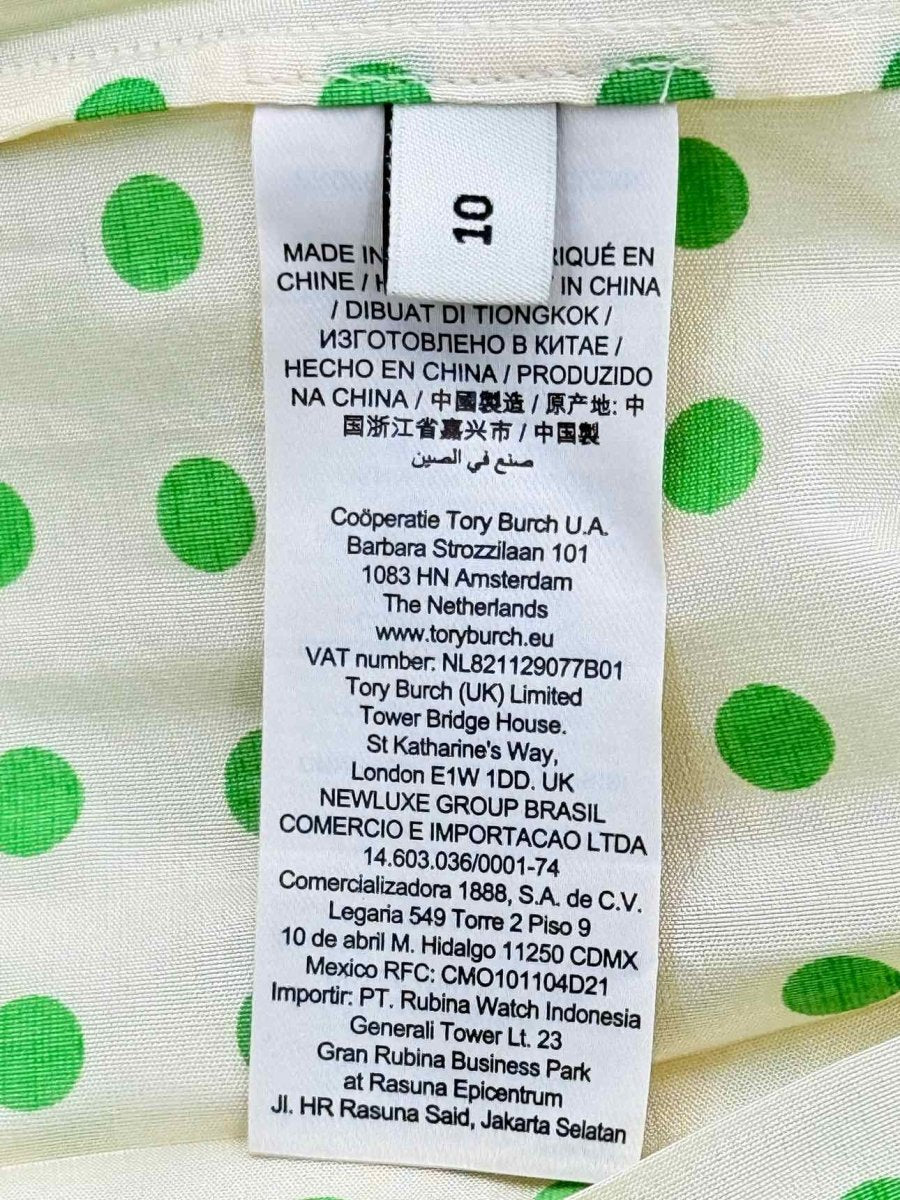 10
MADE IN RIQUÉ EN
CHINE / IN CHINA
/ DIBUAT DI TIONGKOK /
ИЗГОТОВЛЕНО В КИТАЕ /
HECHO EN CHINA / PRODUZIDO
NA CHINA / 中國製造 / 原产地: 中
国浙江省嘉兴市 / 中国製
صنع في الصين
Coöperatie Tory Burch U.A.
Barbara Strozzilaan 101
1083 HN Amsterdam
The Netherlands
www.toryburch.eu
VAT number: NL821129077B01
Tory Burch (UK) Limited
Tower Bridge House.
St Katharine's Way,
London E1W 1DD. UK
NEWLUXE GROUP BRASIL
COMERCIO E IMPORTACAO LTDA
14.603.036/0001-74
Comercializadora 1888, S.A. de C.V.
Legaria 549 Torre 2 Piso 9
10 de abril M. Hidalgo 11250 CDMX
Mexico RFC: CMO101104D21
Importir: PT. Rubina Watch Indonesia
Generali Tower Lt. 23
Gran Rubina Business Park
at Rasuna Epicentrum
Jl. HR Rasuna Said, Jakarta Selatan